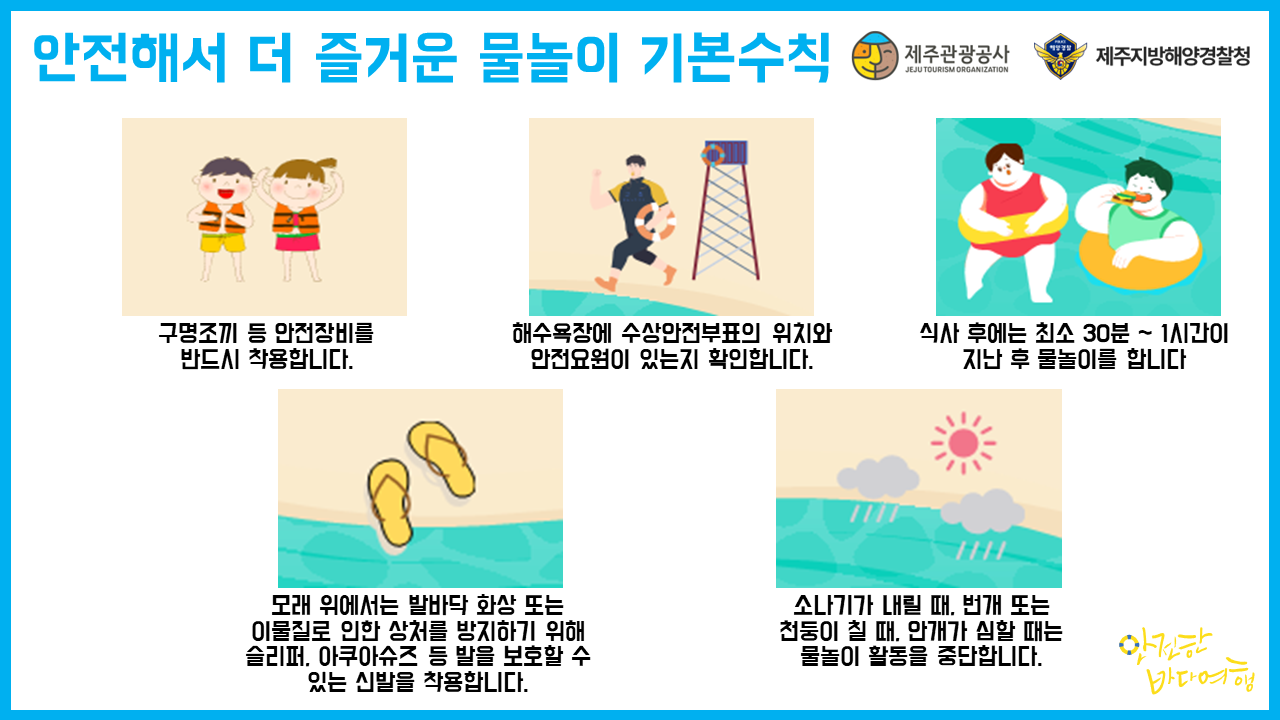 안전해서 더 즐거운 물놀이 기본수칙
제주관광공사
JEJU TOURISM ORGANIZATION
POLICE
해양경찰
제주지방해양경찰청
구명조끼 등 안전장비를
반드시 착용합니다.
해수욕장에 수상안전부표의 위치와
안전요원이 있는지 확인합니다.
식사 후에는 최소 30분 ~ 1시간이
지난 후 물놀이를 합니다
모래 위에서는 발바닥 화상 또는
이물질로 인한 상처를 방지하기 위해
슬리퍼, 아쿠아슈즈 등 발을 보호할 수
있는 신발을 착용합니다.
소나기가 내릴 때, 번개 또는
천둥이 칠 때, 안개가 심할 때는
물놀이 활동을 중단합니다.
안전한
바다여행